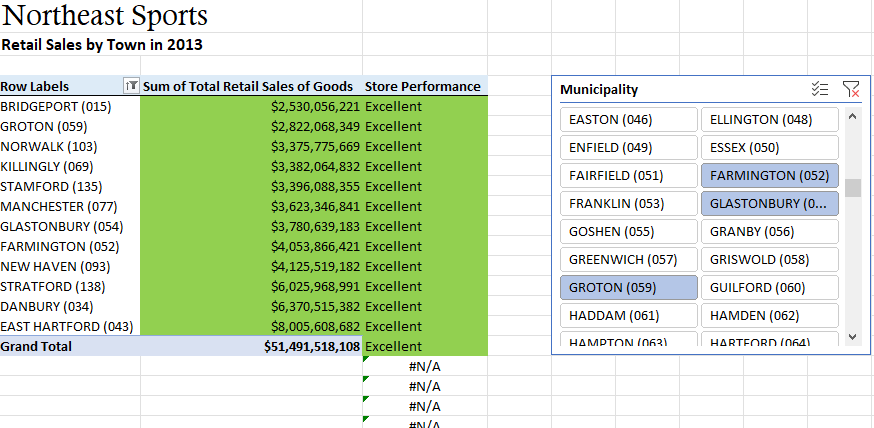 Northeast Sports
Retail Sales by Town in 2013
Row Labels Sum of Total Retail Sales of Goods Store Performance
BRIDGEPORT (015) $2,530,056,221 Excellent
GROTON (059) $2,822,068,349 Excellent
NORWALK (103) $3,375,775,669 Excellent
KILLINGLY (069) $3,382,064,832 Excellent
STAMFORD (135) $3,396,088,355 Excellent
MANCHESTER (077) $3,623,346,841 Excellent
GLASTONBURY (054) $3,780,639,183 Excellent
FARMINGTON (052) $4,053,866,421 Excellent
NEW HAVEN (093) $4,125,519,182 Excellent
STRATFORD (138) $6,025,968,991 Excellent
DANBURY (034) $6,370,515,382 Excellent
EAST HARTFORD (043) $8,005,608,682 Excellent
Grand Total $51,491,518,108 Excellent
#N/A
#N/A
#N/A
#N/A
Municipality
EASTON (046) ELLINGTON (048)
ENFIELD (049) ESSEX (050)
FAIRFIELD (051) FARMINGTON (052)
FRANKLIN (053) GLASTONBURY (0...
GOSHEN (055) GRANBY (056)
GREENWICH (057) GRISWOLD (058)
GROTON (059) GUILFORD (060)
HADDAM (061) HAMDEN (062)
HAMPTON (063) HARTFORD (064)